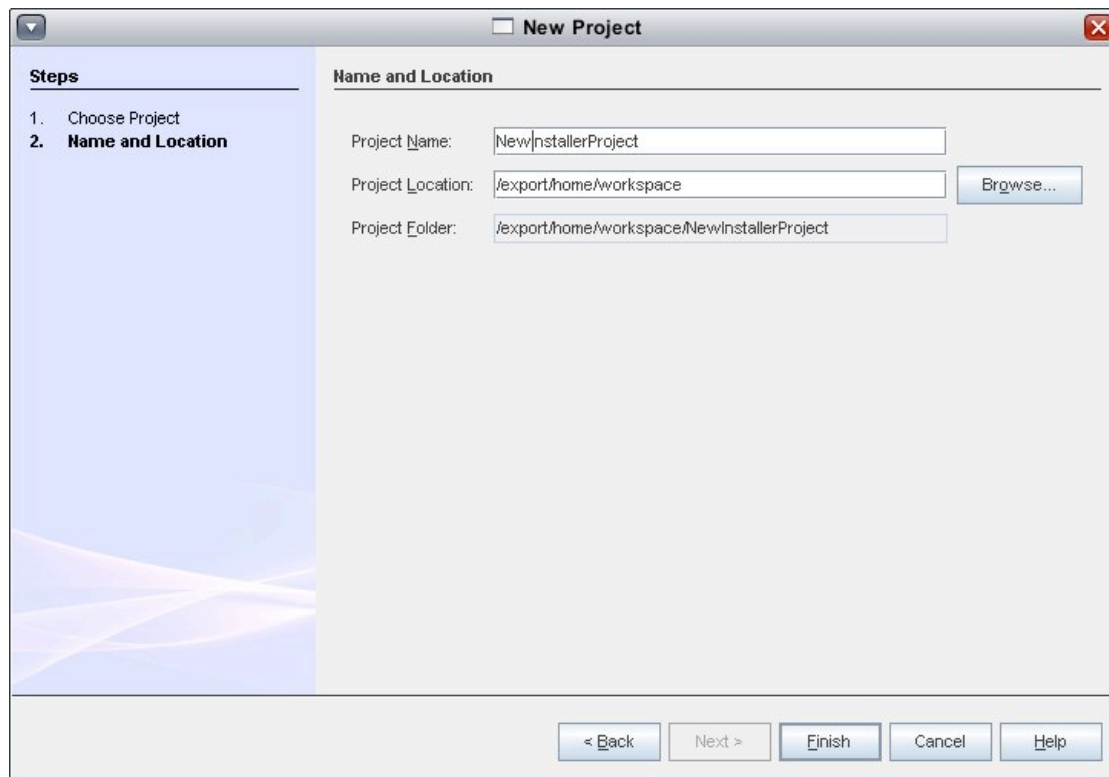 New Project
Steps
1. Choose Project
2. Name and Location
Name and Location
Project Name: NewInstallerProject
Project Location: /export/home/workspace Browse...
Project Folder: /export/home/workspace/NewInstallerProject
< Back Next > Finish Cancel Help